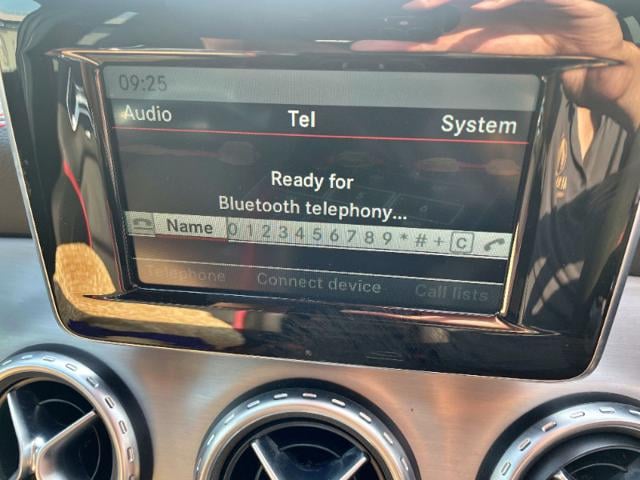 09:25
Audio Tel System
Ready for
Bluetooth telephony...
Name 0 1 2 3 4 5 6 7 8 9 * # + C
Telephone Connect device Call lists